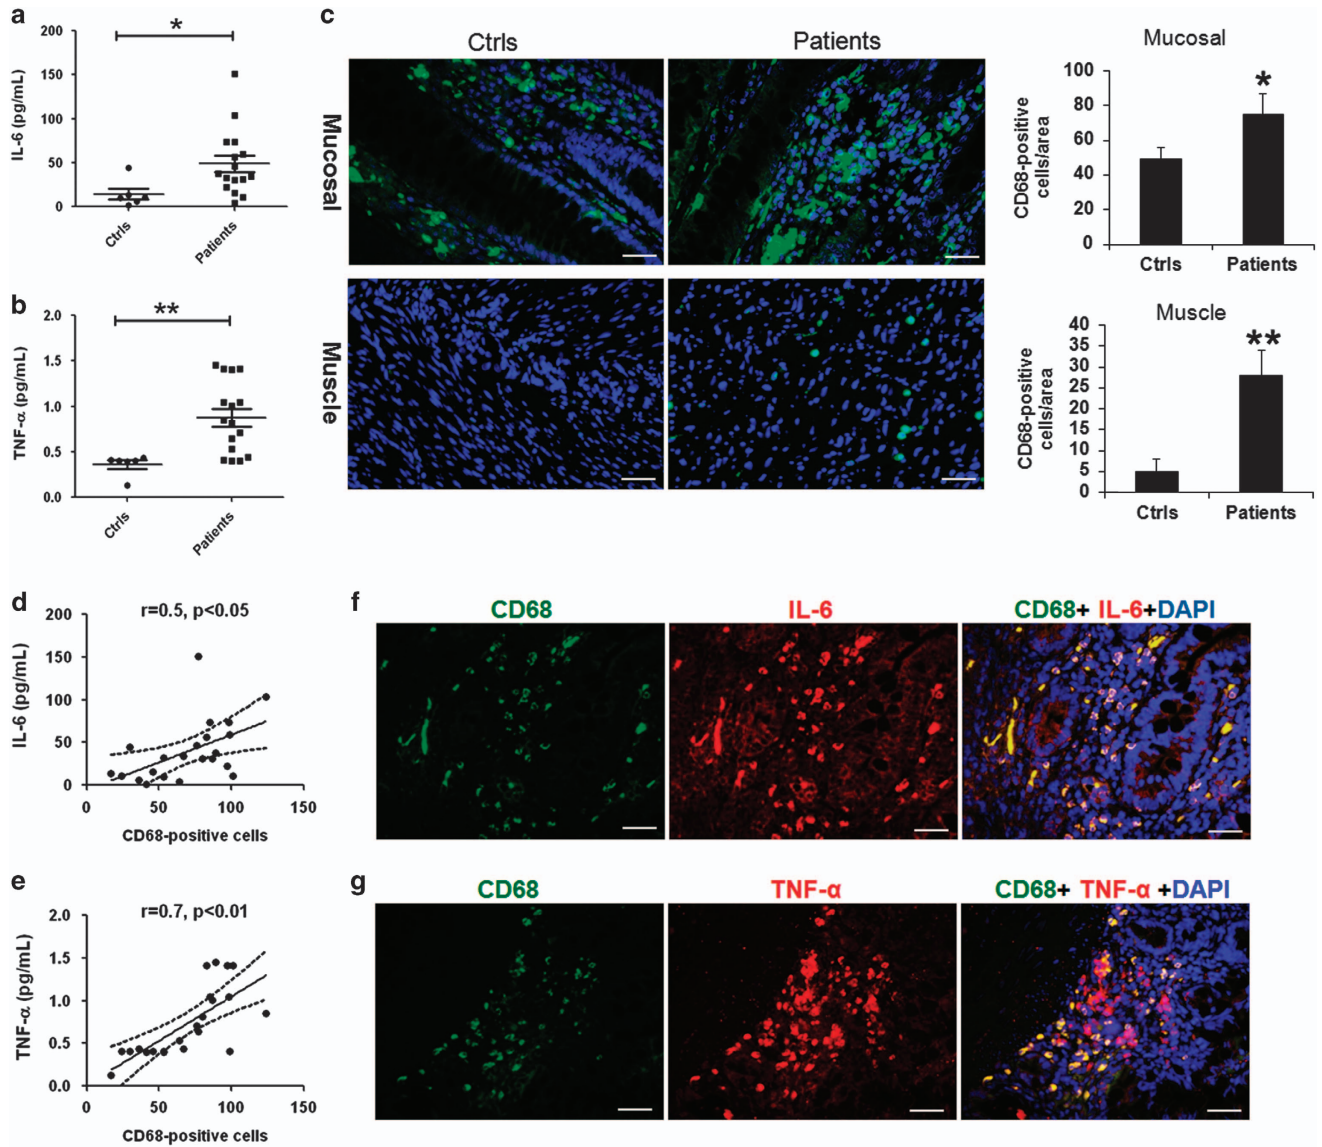 a
200
150
100
50
0
IL-6 (pg/mL)
*
Ctrls
Patients
b
2.0
1.5
1.0
0.5
0.0
TNF-α (pg/mL)
**
Ctrls
Patients
c
Ctrls
Patients
Mucosal
Muscle
Mucosal
100
80
60
40
20
0
CD68-positive
cells/area
*
Ctrls
Patients
Muscle
40
35
30
25
20
15
10
5
0
CD68-positive
cells/area
**
Ctrls
Patients
d
r=0.5, p<0.05
200
150
100
50
0
IL-6 (pg/mL)
0 50 100 150
CD68-positive cells
e
r=0.7, p<0.01
2.0
1.5
1.0
0.5
0.0
TNF-α (pg/mL)
0 50 100 150
CD68-positive cells
f
CD68
IL-6
CD68+ IL-6+DAPI
g
CD68
TNF-α
CD68+ TNF-α +DAPI